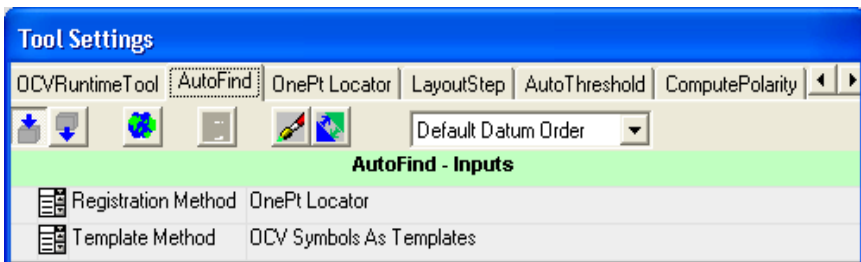 Tool Settings
OCVRuntimeTool AutoFind OnePt Locator LayoutStep AutoThreshold ComputePolarity
Default Datum Order
AutoFind - Inputs
Registration Method OnePt Locator
Template Method OCV Symbols As Templates